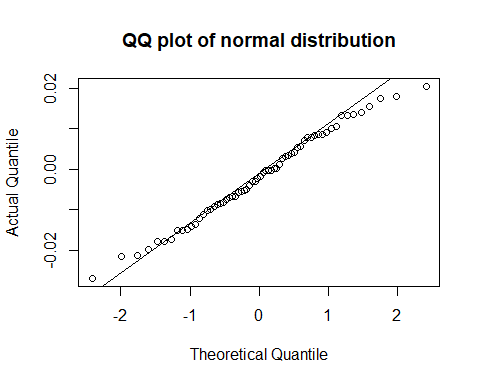 QQ plot of normal distribution
0.02
0.00
-0.02
Actual Quantile
-2
-1
0
1
2
Theoretical Quantile